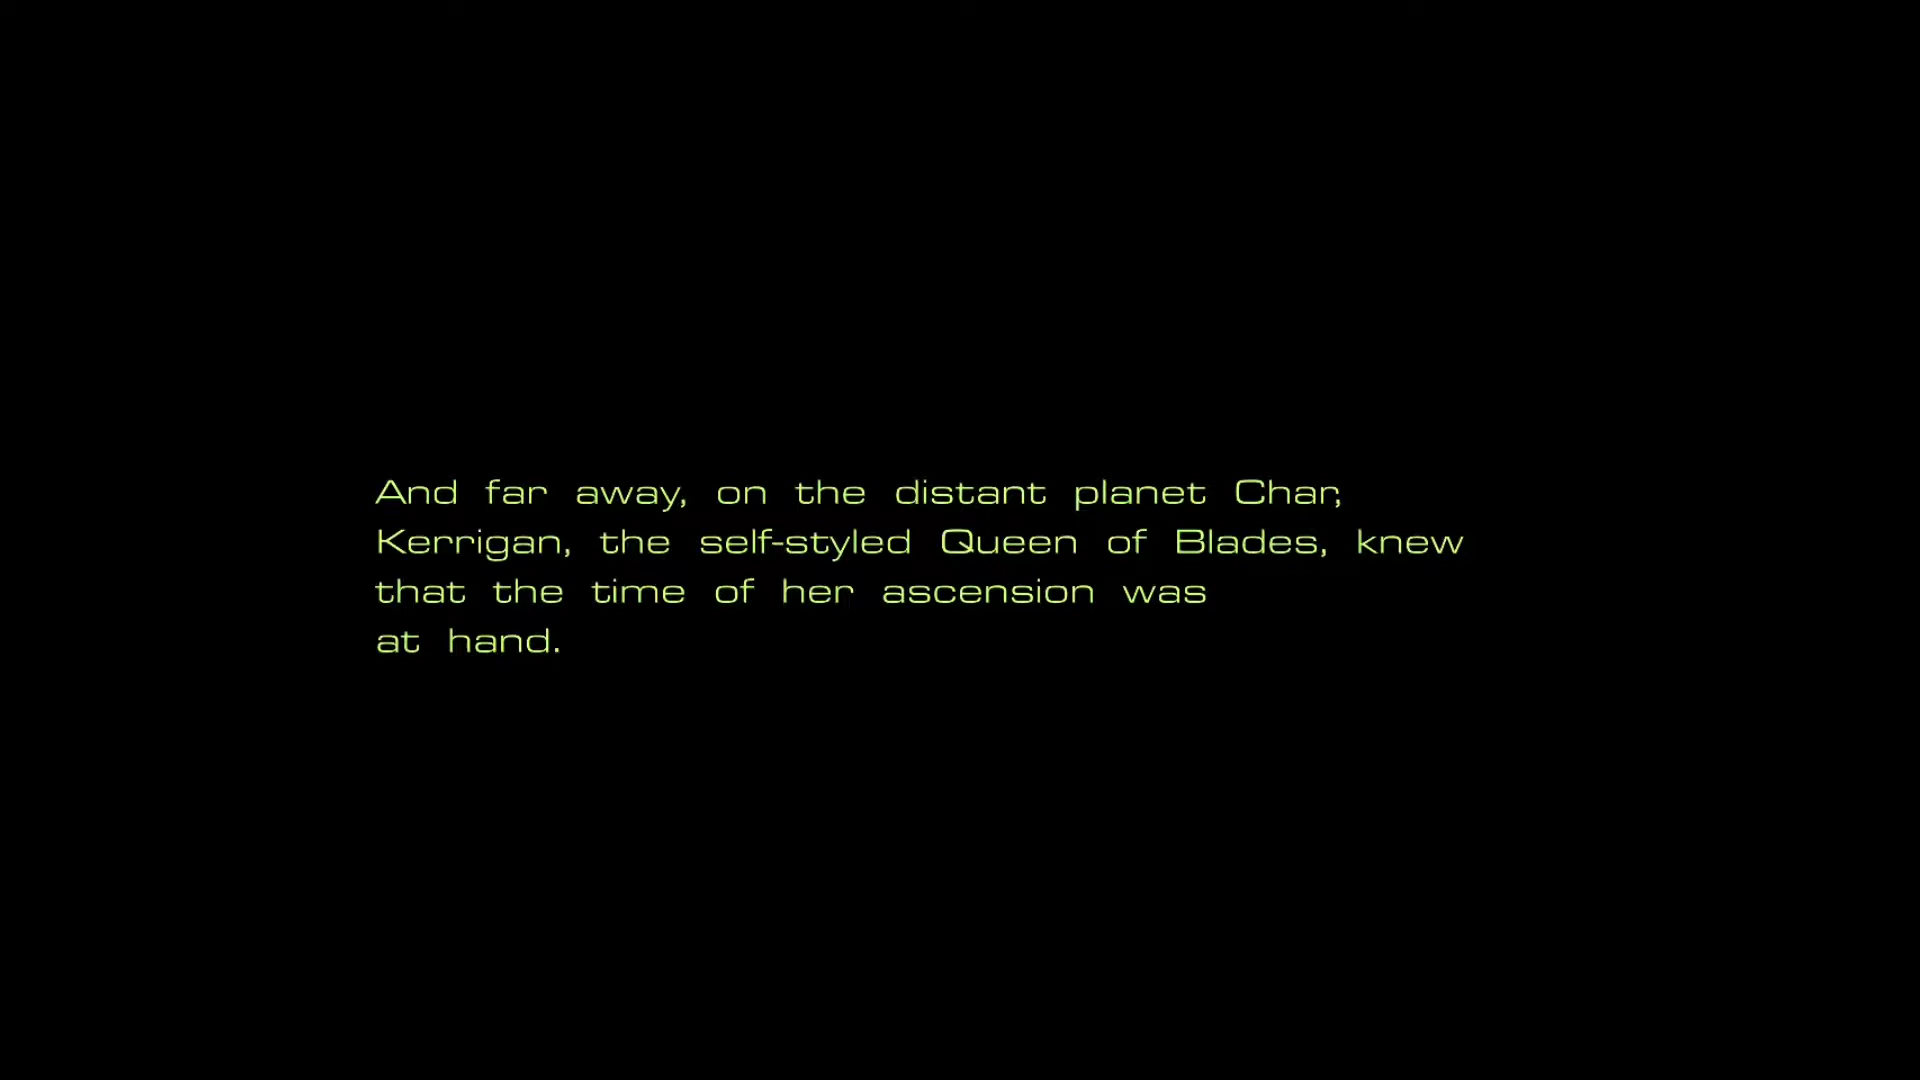 And far away, on the distant planet Char,
Kerrigan, the self-styled Queen of Blades, knew
that the time of her ascension was
at hand.